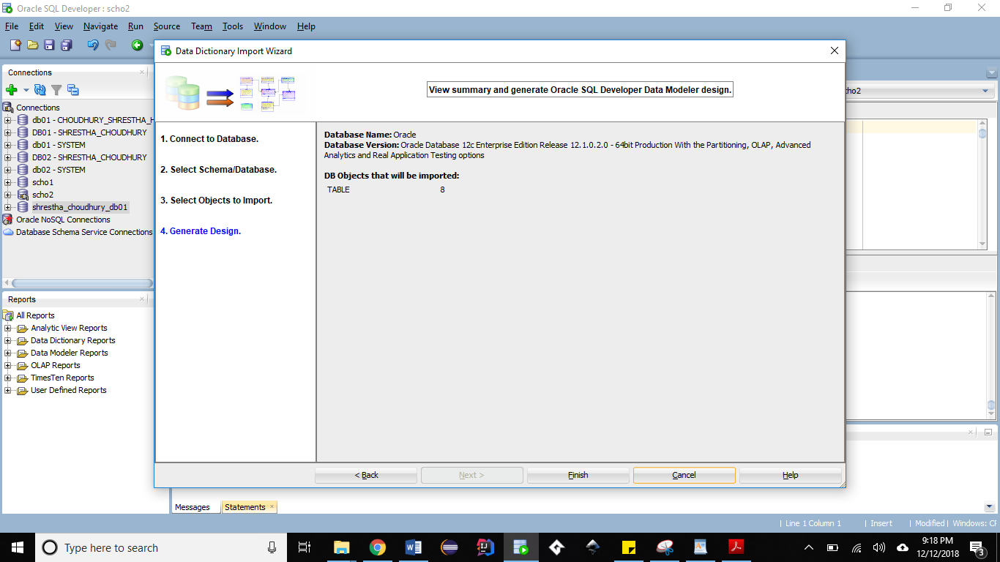 Oracle SQL Developer : scho2
File Edit View Navigate Run Source Team Tools Window Help
Data Dictionary Import Wizard
View summary and generate Oracle SQL Developer Data Modeler design.
Connections
Connections
db01 - CHOUDHURY_SHRESTHA_H
DB01 - SHRESTHA_CHOUDHURY
db01 - SYSTEM
DB02 - SHRESTHA_CHOUDHURY
db02 - SYSTEM
scho1
scho2
shrestha_choudhury_db01
Oracle NoSQL Connections
Database Schema Service Connections
Reports
All Reports
Analytic View Reports
Data Dictionary Reports
Data Modeler Reports
OLAP Reports
TimesTen Reports
User Defined Reports
1. Connect to Database.
2. Select Schema/Database.
3. Select Objects to Import.
4. Generate Design.
Database Name: Oracle
Database Version: Oracle Database 12c Enterprise Edition Release 12.1.0.2.0 - 64bit Production With the Partitioning, OLAP, Advanced
Analytics and Real Application Testing options
DB Objects that will be imported:
TABLE 8
< Back Next > Finish Cancel Help
cho2
Messages Statements
Line 1 Column 1 Insert Modified Windows: CF
Type here to search
9:18 PM
12/12/2018
3